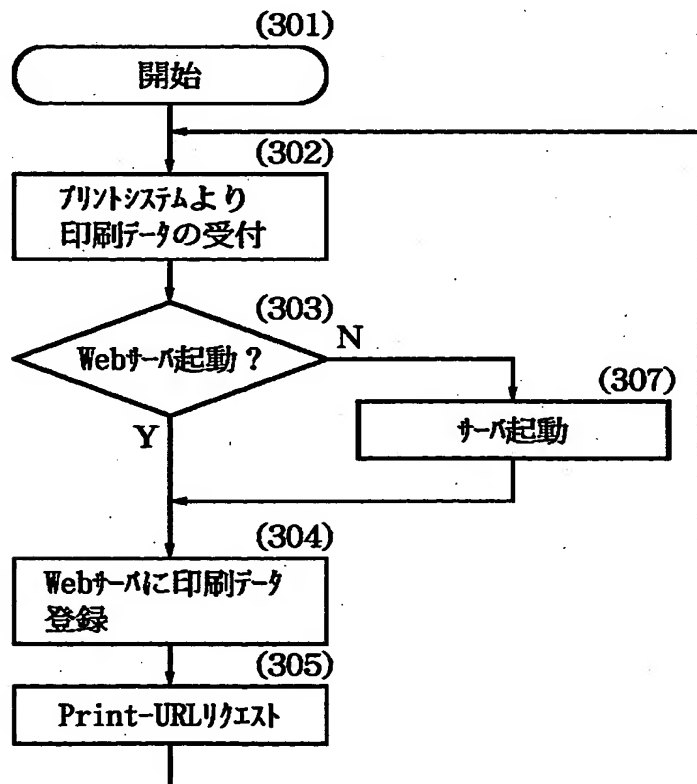 (301)
開始
(302)
プリントシステムより
印刷データの受付
(303)
Webサーバ起動？
N
Y
(307)
サーバ起動
(304)
Webサーバに印刷データ
登録
(305)
Print-URLリクエスト